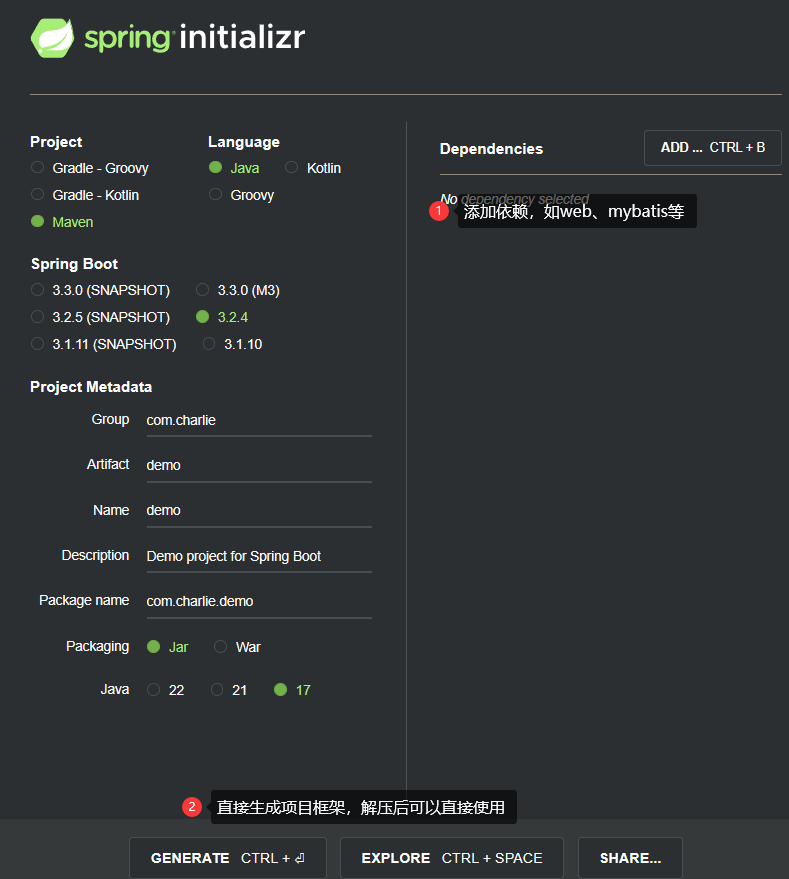 spring initializr
Project
Gradle - Groovy
Gradle - Kotlin
Maven
Language
Java Kotlin
Groovy
Spring Boot
3.3.0 (SNAPSHOT) 3.3.0 (M3)
3.2.5 (SNAPSHOT) 3.2.4
3.1.11 (SNAPSHOT) 3.1.10
Project Metadata
Group com.charlie
Artifact demo
Name demo
Description Demo project for Spring Boot
Package name com.charlie.demo
Packaging Jar War
Java 22 21 17
Dependencies ADD ... CTRL + B
No dependency selected
1 添加依赖，如web、mybatis等
2 直接生成项目框架，解压后可以直接使用
GENERATE CTRL + ⏎ EXPLORE CTRL + SPACE SHARE...